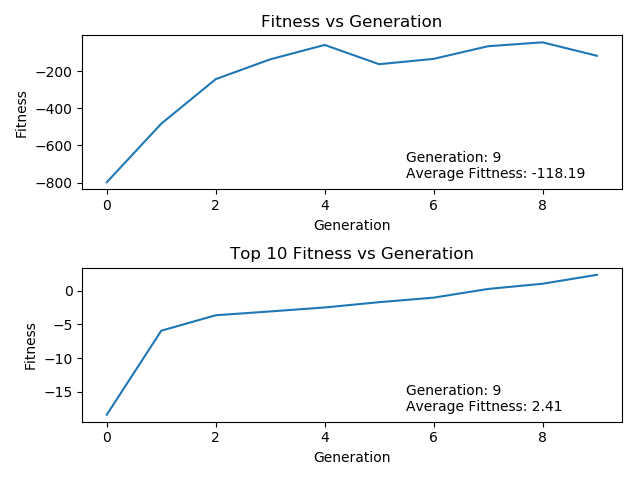 Fitness vs Generation
−200
−400
−600
−800
Fitness
Generation: 9
Average Fittness: -118.19
0 2 4 6 8
Generation
Top 10 Fitness vs Generation
0
−5
−10
−15
Fitness
Generation: 9
Average Fittness: 2.41
0 2 4 6 8
Generation